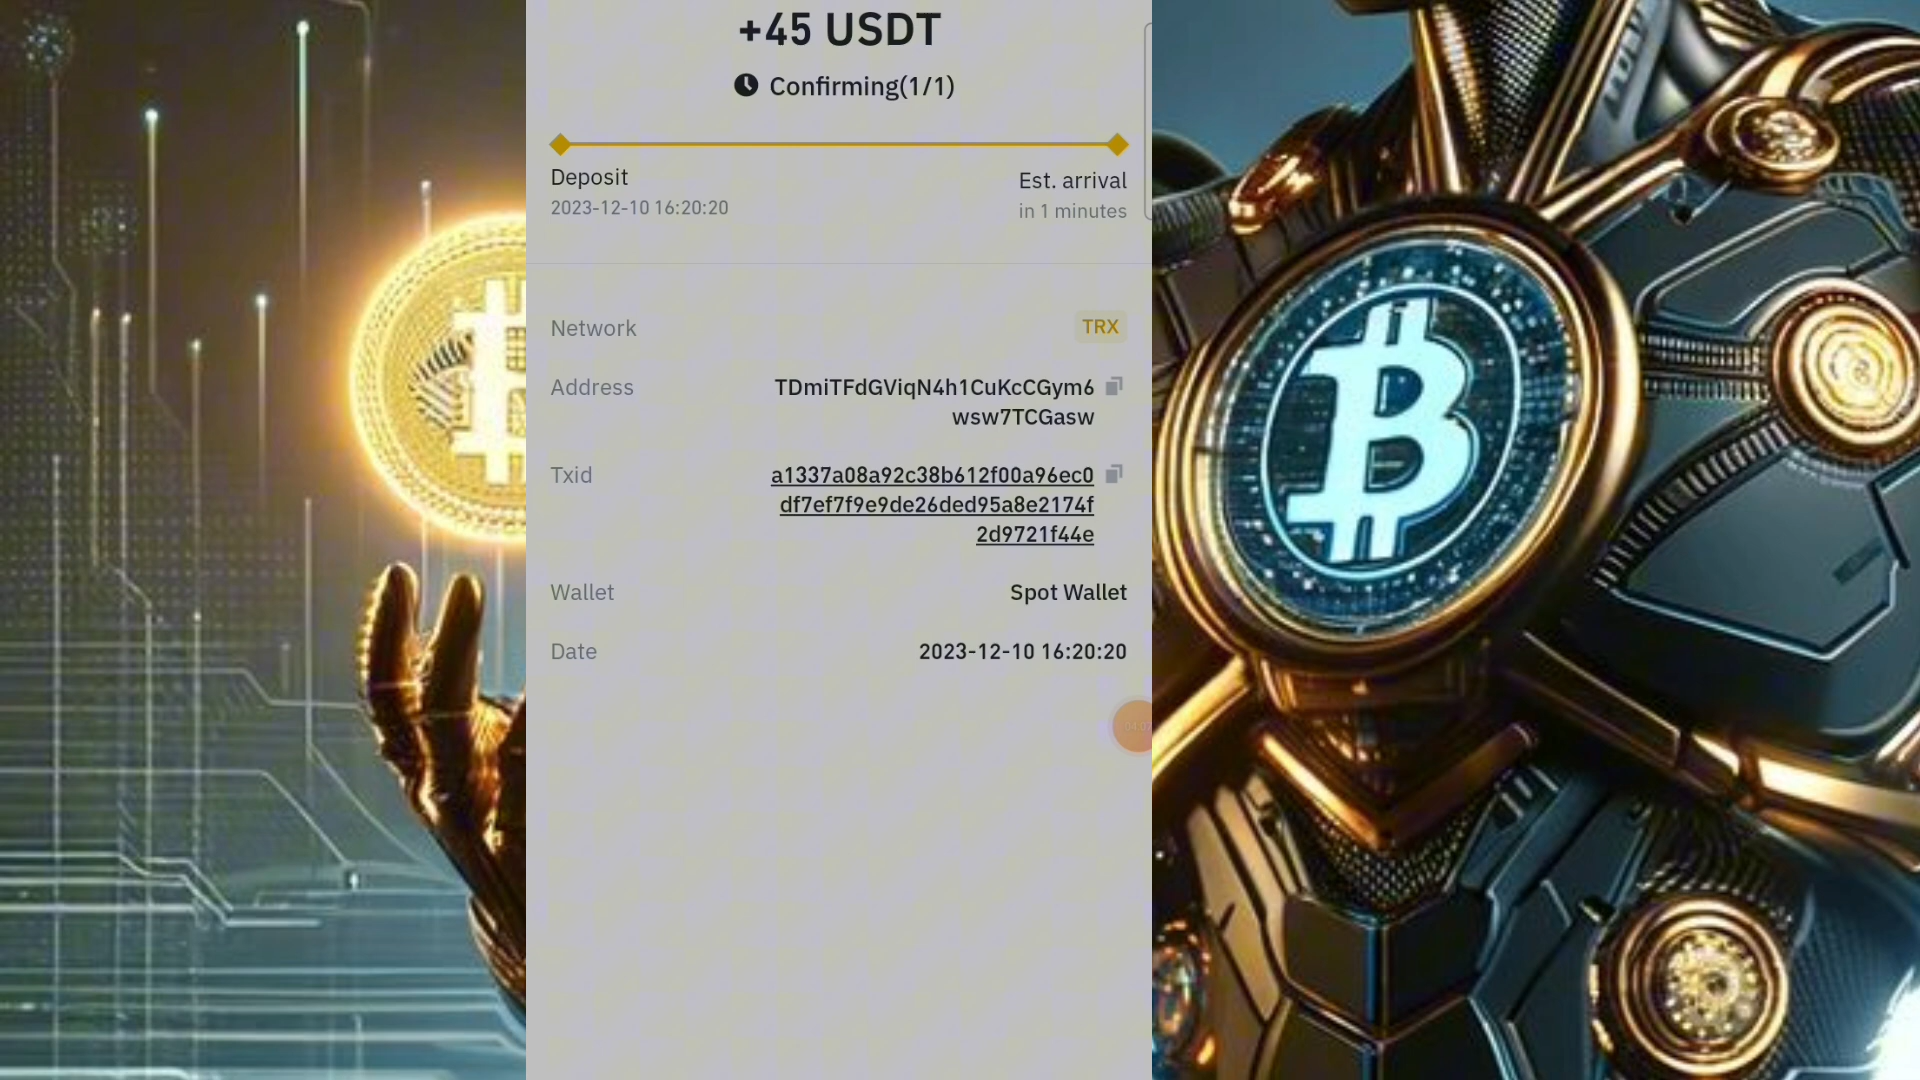 +45 USDT
Confirming(1/1)
Deposit
2023-12-10 16:20:20
Est. arrival
in 1 minutes
Network
TRX
Address
TDmiTFdGViqN4h1CuKcCGym6
wsw7TCGasw
Txid
a1337a08a92c38b612f00a96ec0
df7ef7f9e9de26ded95a8e2174f
2d9721f44e
Wallet
Spot Wallet
Date
2023-12-10 16:20:20